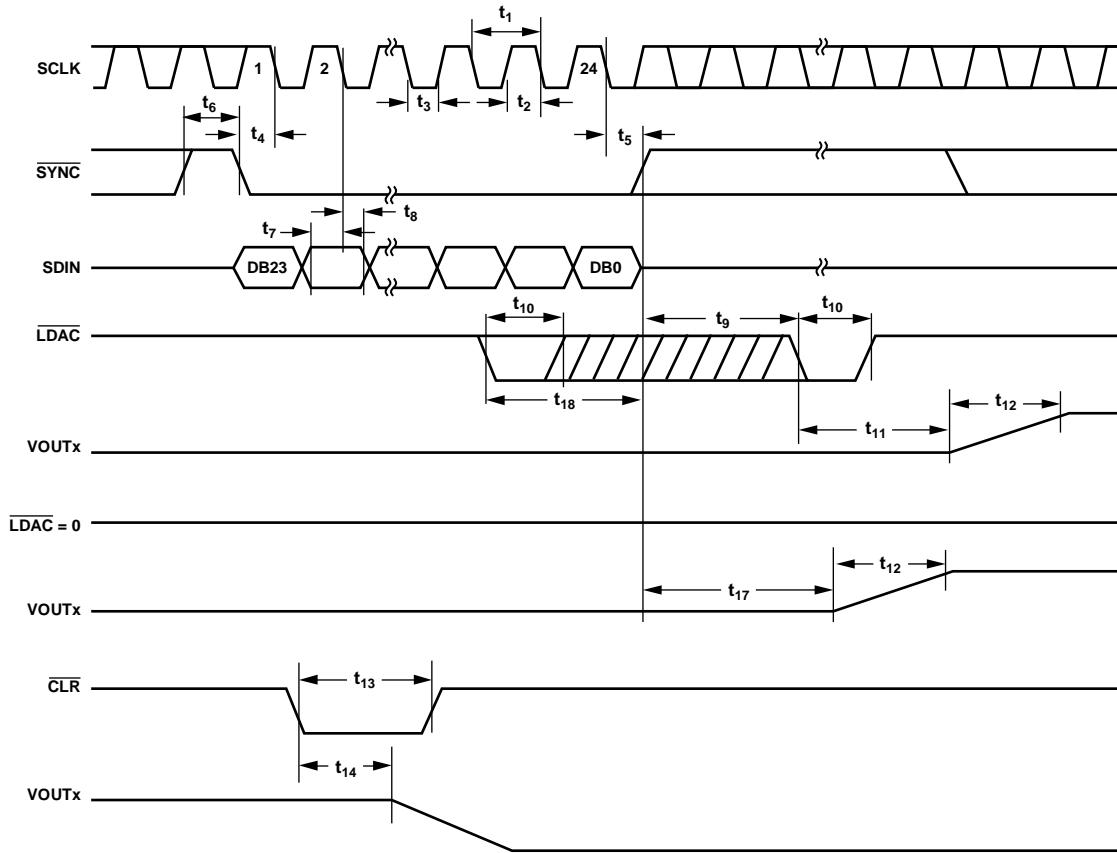 t1
SCLK
1
2
24
t3
t2
t6
t4
t5
SYNC
t8
t7
SDIN
DB23
DB0
t10
t9
t10
LDAC
t18
t11
t12
VOUTx
LDAC = 0
t12
t17
VOUTx
CLR
t13
t14
VOUTx